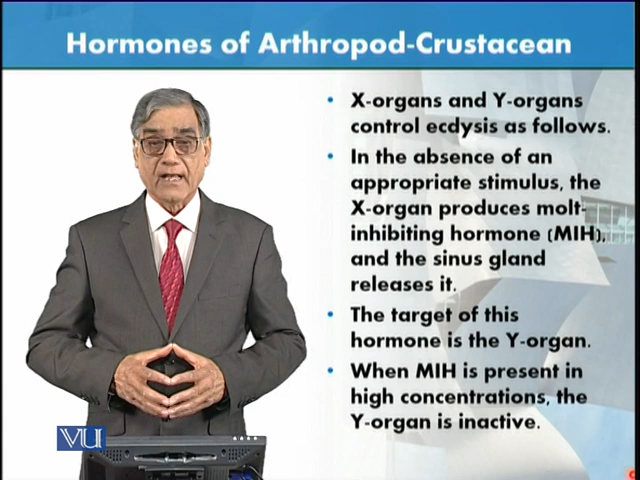 Hormones of Arthropod-Crustacean
• X-organs and Y-organs
control ecdysis as follows.
• In the absence of an
appropriate stimulus, the
X-organ produces molt-
inhibiting hormone (MIH),
and the sinus gland
releases it.
• The target of this
hormone is the Y-organ.
• When MIH is present in
high concentrations, the
Y-organ is inactive.
VU